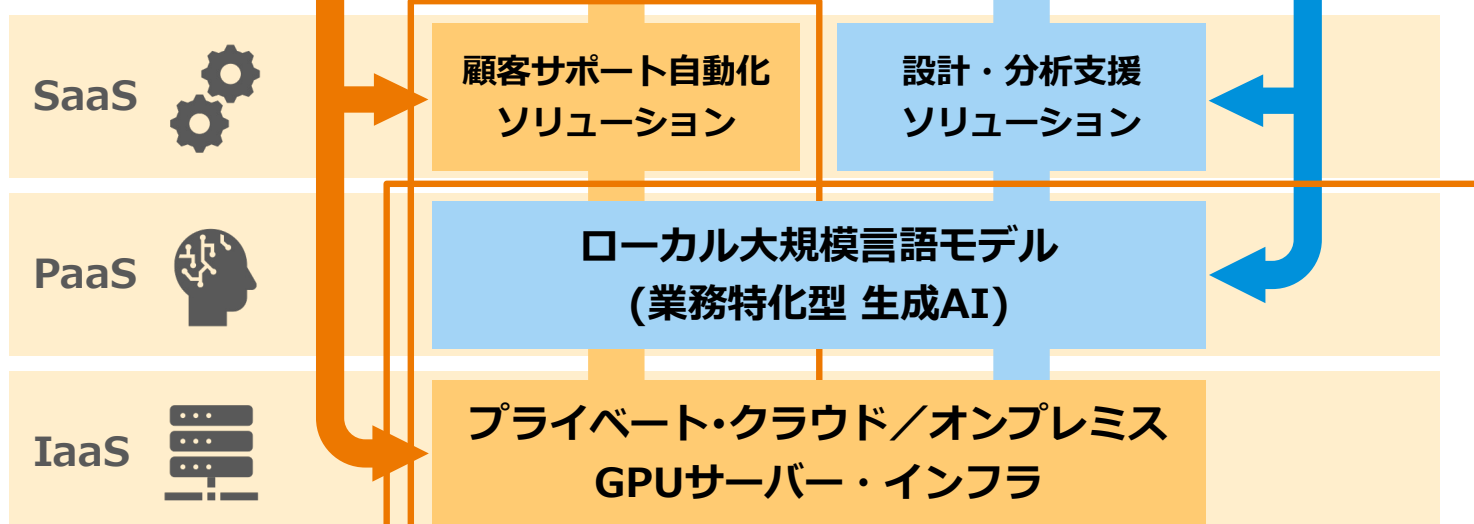 SaaS
顧客サポート自動化
ソリューション
設計・分析支援
ソリューション
PaaS
ローカル大規模言語モデル
(業務特化型 生成AI)
IaaS
プライベート・クラウド／オンプレミス
GPUサーバー・インフラ